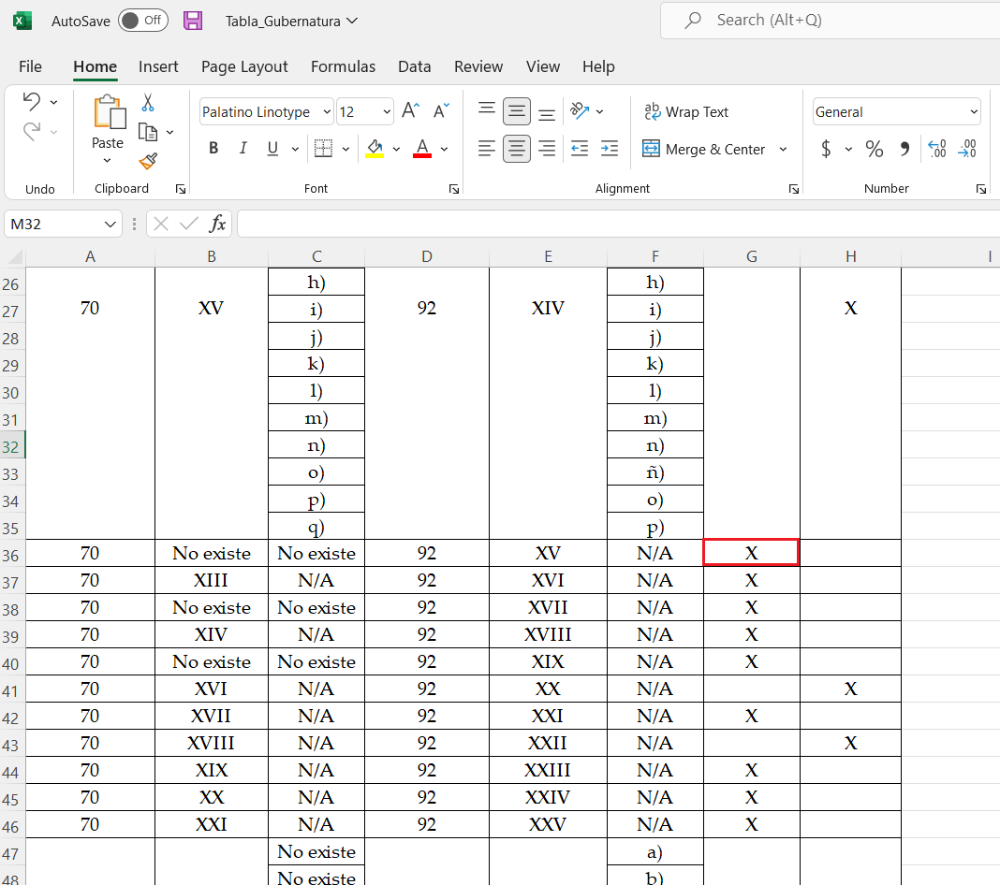 AutoSave Off Tabla_Gubernatura Search (Alt+Q)
File Home Insert Page Layout Formulas Data Review View Help
Palatino Linotype 12 A A ab Wrap Text General
Paste B I U A Merge & Center $ % 9 .00 .00
Undo Clipboard Font Alignment Number
M32 fx
A B C D E F G H I
26 h) h)
27 70 XV i) 92 XIV i) X
28 j) j)
29 k) k)
30 l) l)
31 m) m)
32 n) n)
33 o) ñ)
34 p) o)
35 q) p)
36 70 No existe No existe 92 XV N/A X
37 70 XIII N/A 92 XVI N/A X
38 70 No existe No existe 92 XVII N/A X
39 70 XIV N/A 92 XVIII N/A X
40 70 No existe No existe 92 XIX N/A X
41 70 XVI N/A 92 XX N/A X
42 70 XVII N/A 92 XXI N/A X
43 70 XVIII N/A 92 XXII N/A X
44 70 XIX N/A 92 XXIII N/A X
45 70 XX N/A 92 XXIV N/A X
46 70 XXI N/A 92 XXV N/A X
47 No existe a)
48 No existe b)